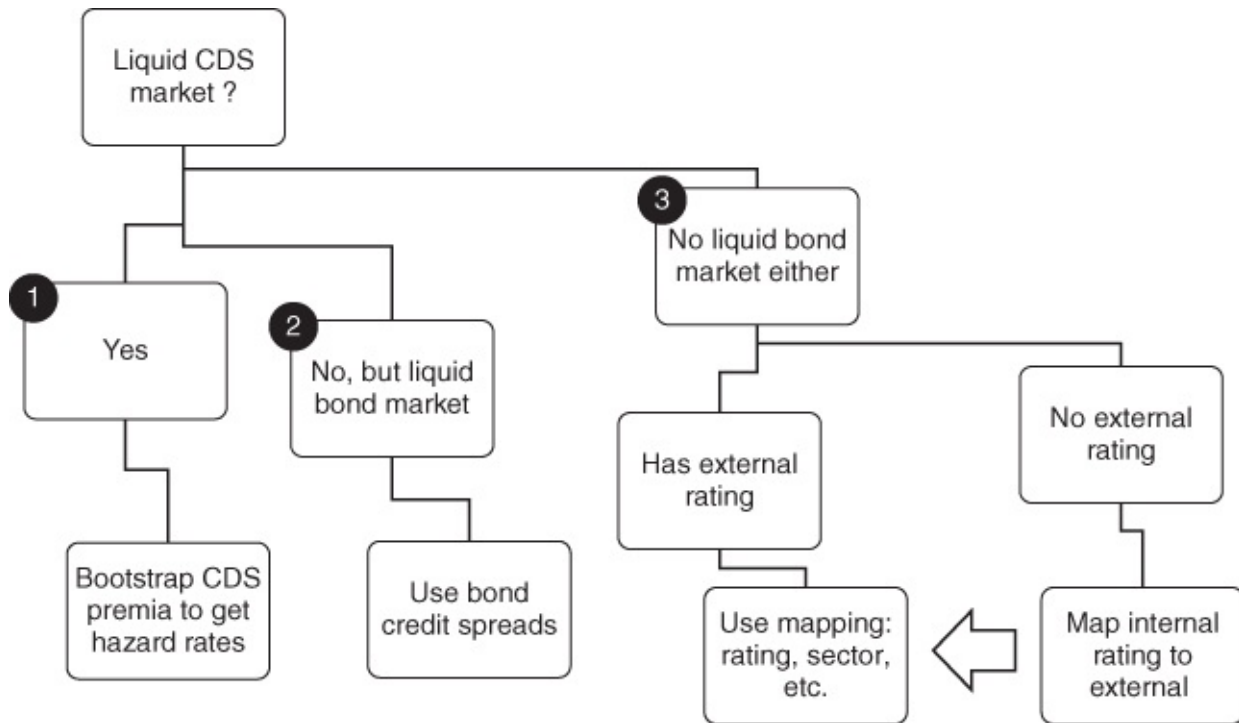 Liquid CDS
market ?
1
Yes
2
No, but liquid
bond market
3
No liquid bond
market either
Has external
rating
No external
rating
Bootstrap CDS
premia to get
hazard rates
Use bond
credit spreads
Use mapping:
rating, sector,
etc.
Map internal
rating to
external